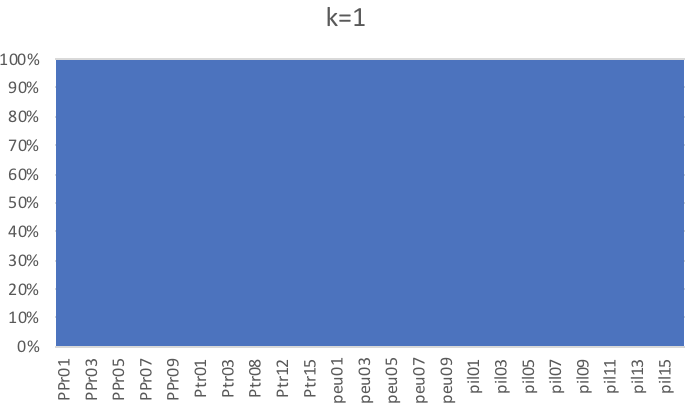 k=1
100%
90%
80%
70%
60%
50%
40%
30%
20%
10%
0%
PPr01
PPr03
PPr05
PPr07
PPr09
Ptr01
Ptr03
Ptr08
Ptr12
Ptr15
peu01
peu03
peu05
peu07
peu09
pil01
pil03
pil05
pil07
pil09
pil11
pil13
pil15